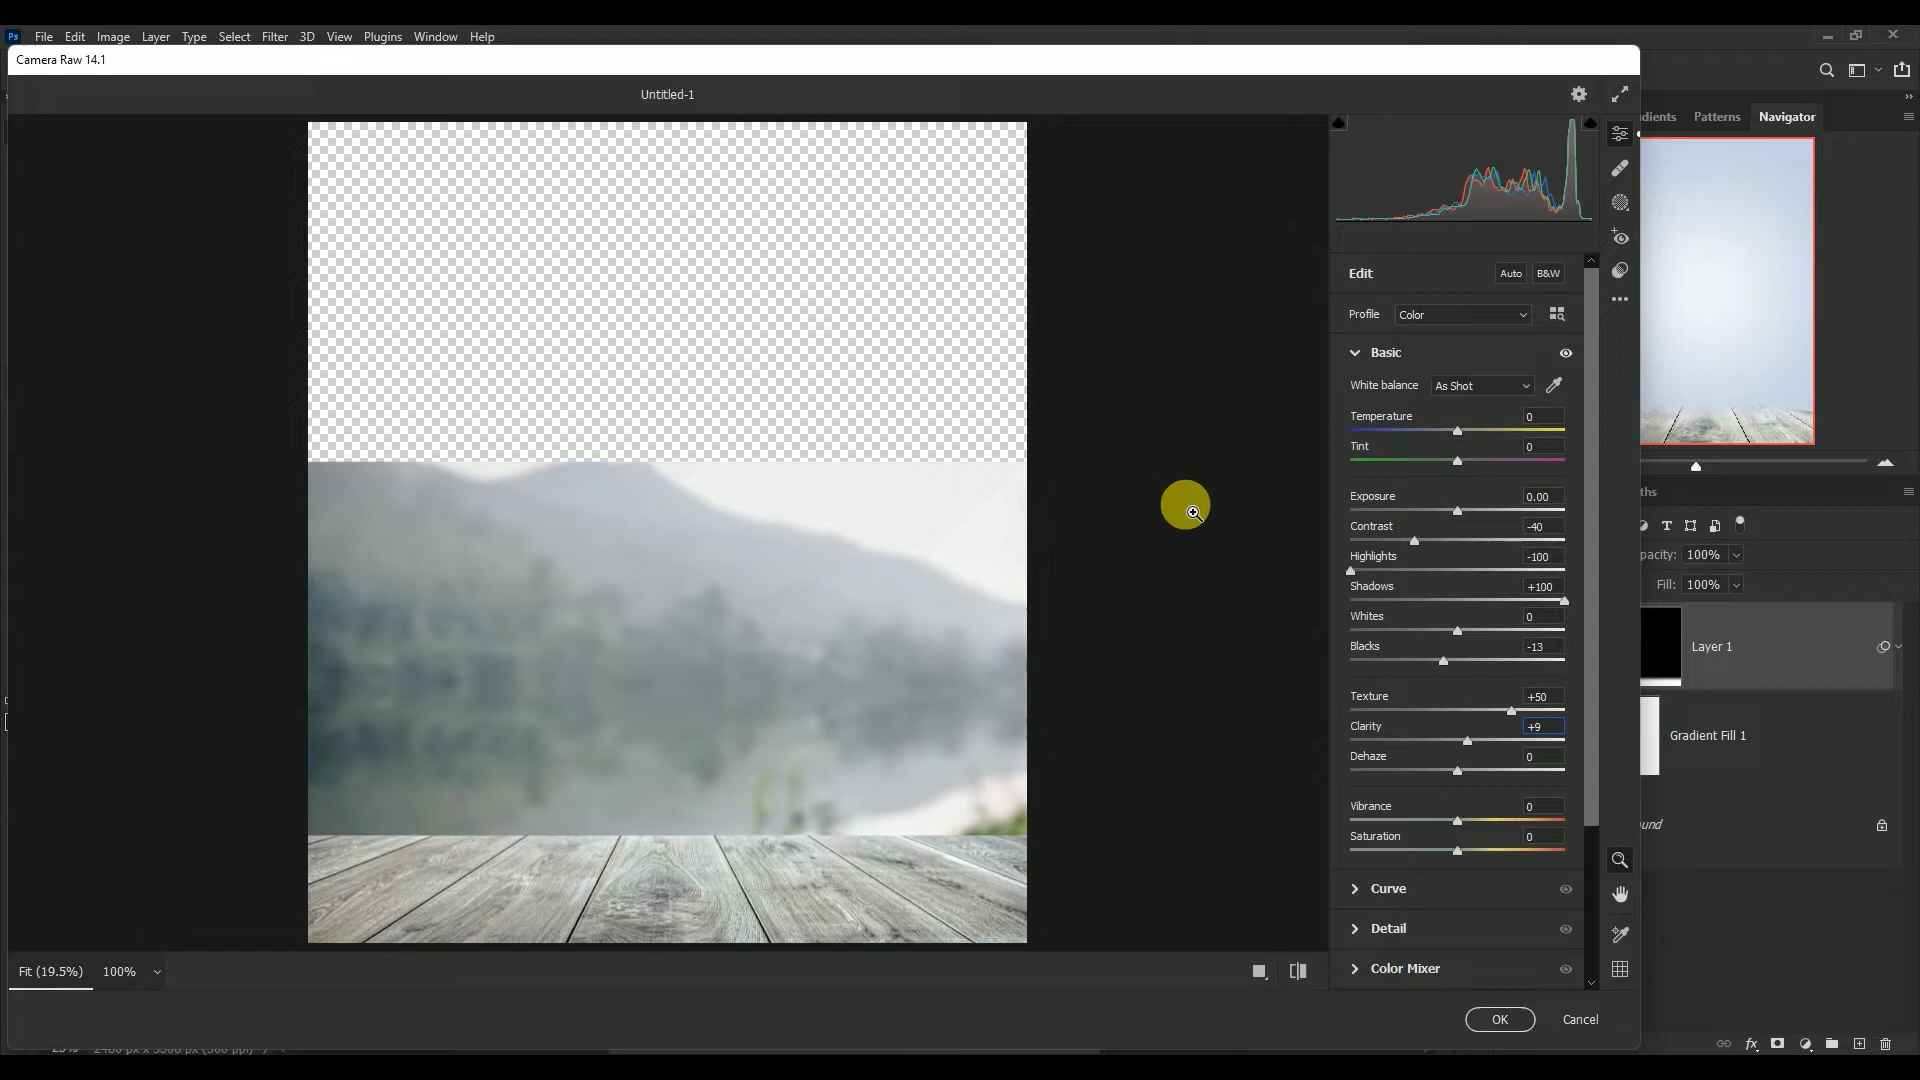 Ps File Edit Image Layer Type Select Filter 3D View Plugins Window Help
Camera Raw 14.1
Untitled-1
dients Patterns Navigator
Edit Auto B&W
Profile Color
Basic
White balance As Shot
Temperature 0
Tint 0
Exposure 0.00
Contrast -40
Highlights -100
Shadows +100
Whites 0
Blacks -13
Texture +50
Clarity +9
Dehaze 0
Vibrance 0
Saturation 0
Curve
Detail
Color Mixer
ths
T
pacity: 100%
Fill: 100%
Layer 1
Gradient Fill 1
und
Fit (19.5%) 100%
OK Cancel
fx